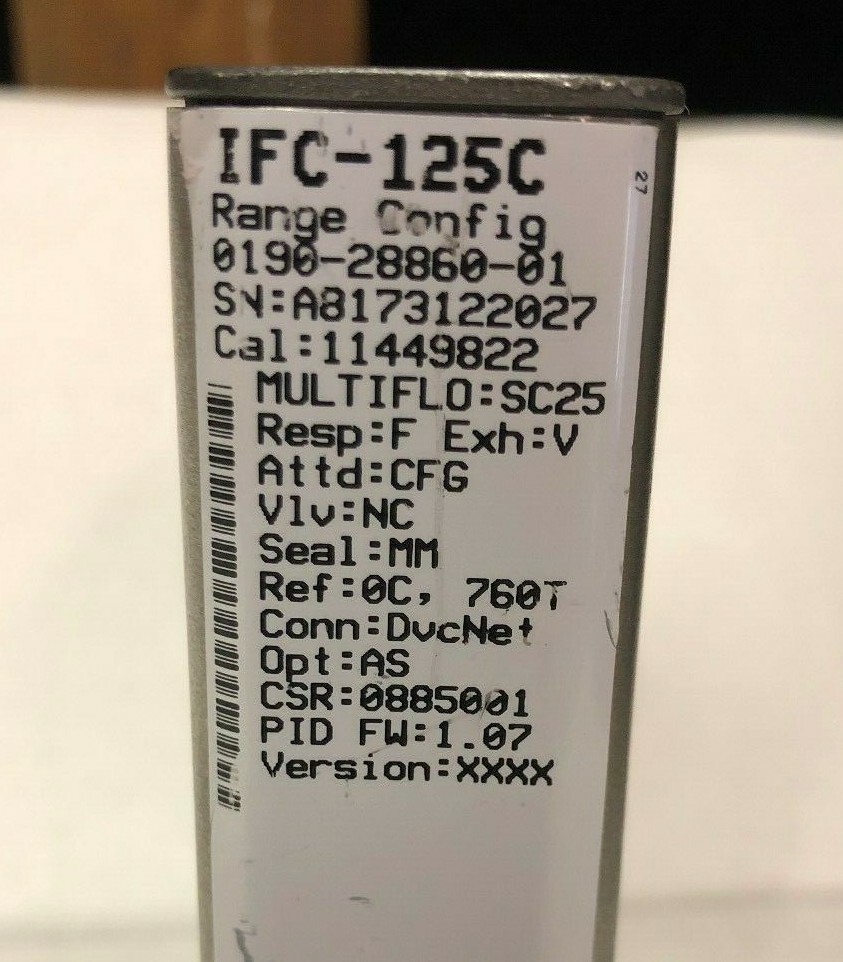 IFC-125C
27
Range Config
0190-28860-01
SN:A8173122027
Cal:11449822
MULTIFLO:SC25
Resp:F Exh:V
Attd:CFG
Vlv:NC
Seal:MM
Ref:0C, 760T
Conn:DvcNet
Opt:AS
CSR:0885001
PID FW:1.07
Version:XXXX